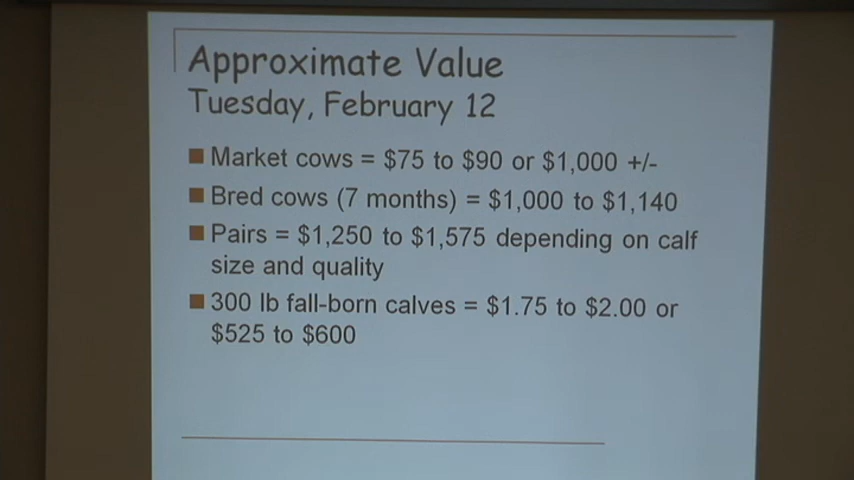 Approximate Value
Tuesday, February 12
Market cows = $75 to $90 or $1,000 +/-
Bred cows (7 months) = $1,000 to $1,140
Pairs = $1,250 to $1,575 depending on calf
size and quality
300 lb fall-born calves = $1.75 to $2.00 or
$525 to $600